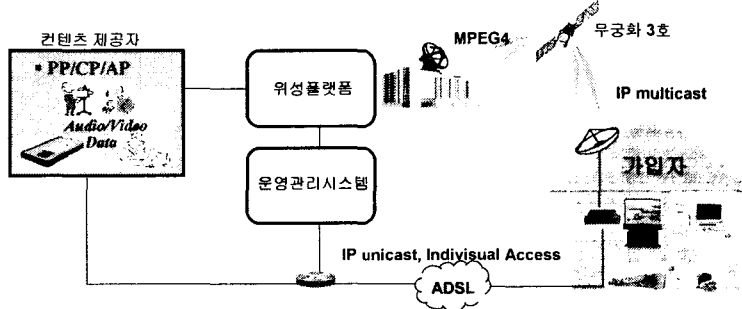 컨텐츠 제공자
• PP/CP/AP
Audio/Video
Data
위성플랫폼
운영관리시스템
MPEG4
무궁화 3호
IP multicast
가입자
IP unicast, Indivisual Access
ADSL